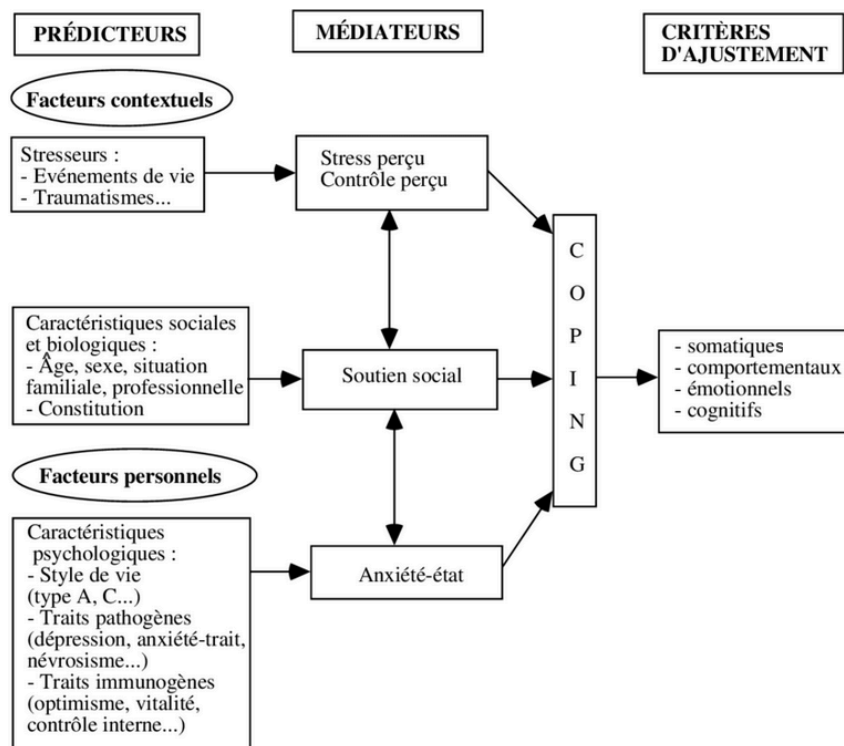 PRÉDICTEURS
MÉDIATEURS
CRITÈRES
D'AJUSTEMENT
Facteurs contextuels
Stresseurs :
- Evénements de vie
- Traumatismes...
Stress perçu
Contrôle perçu
Caractéristiques sociales
et biologiques :
- Âge, sexe, situation
familiale, professionnelle
- Constitution
Soutien social
C
O
P
I
N
G
- somatiques
- comportementaux
- émotionnels
- cognitifs
Facteurs personnels
Caractéristiques
psychologiques :
- Style de vie
(type A, C...)
- Traits pathogènes
(dépression, anxiété-trait,
névrosisme...)
- Traits immunogènes
(optimisme, vitalité,
contrôle interne...)
Anxiété-état